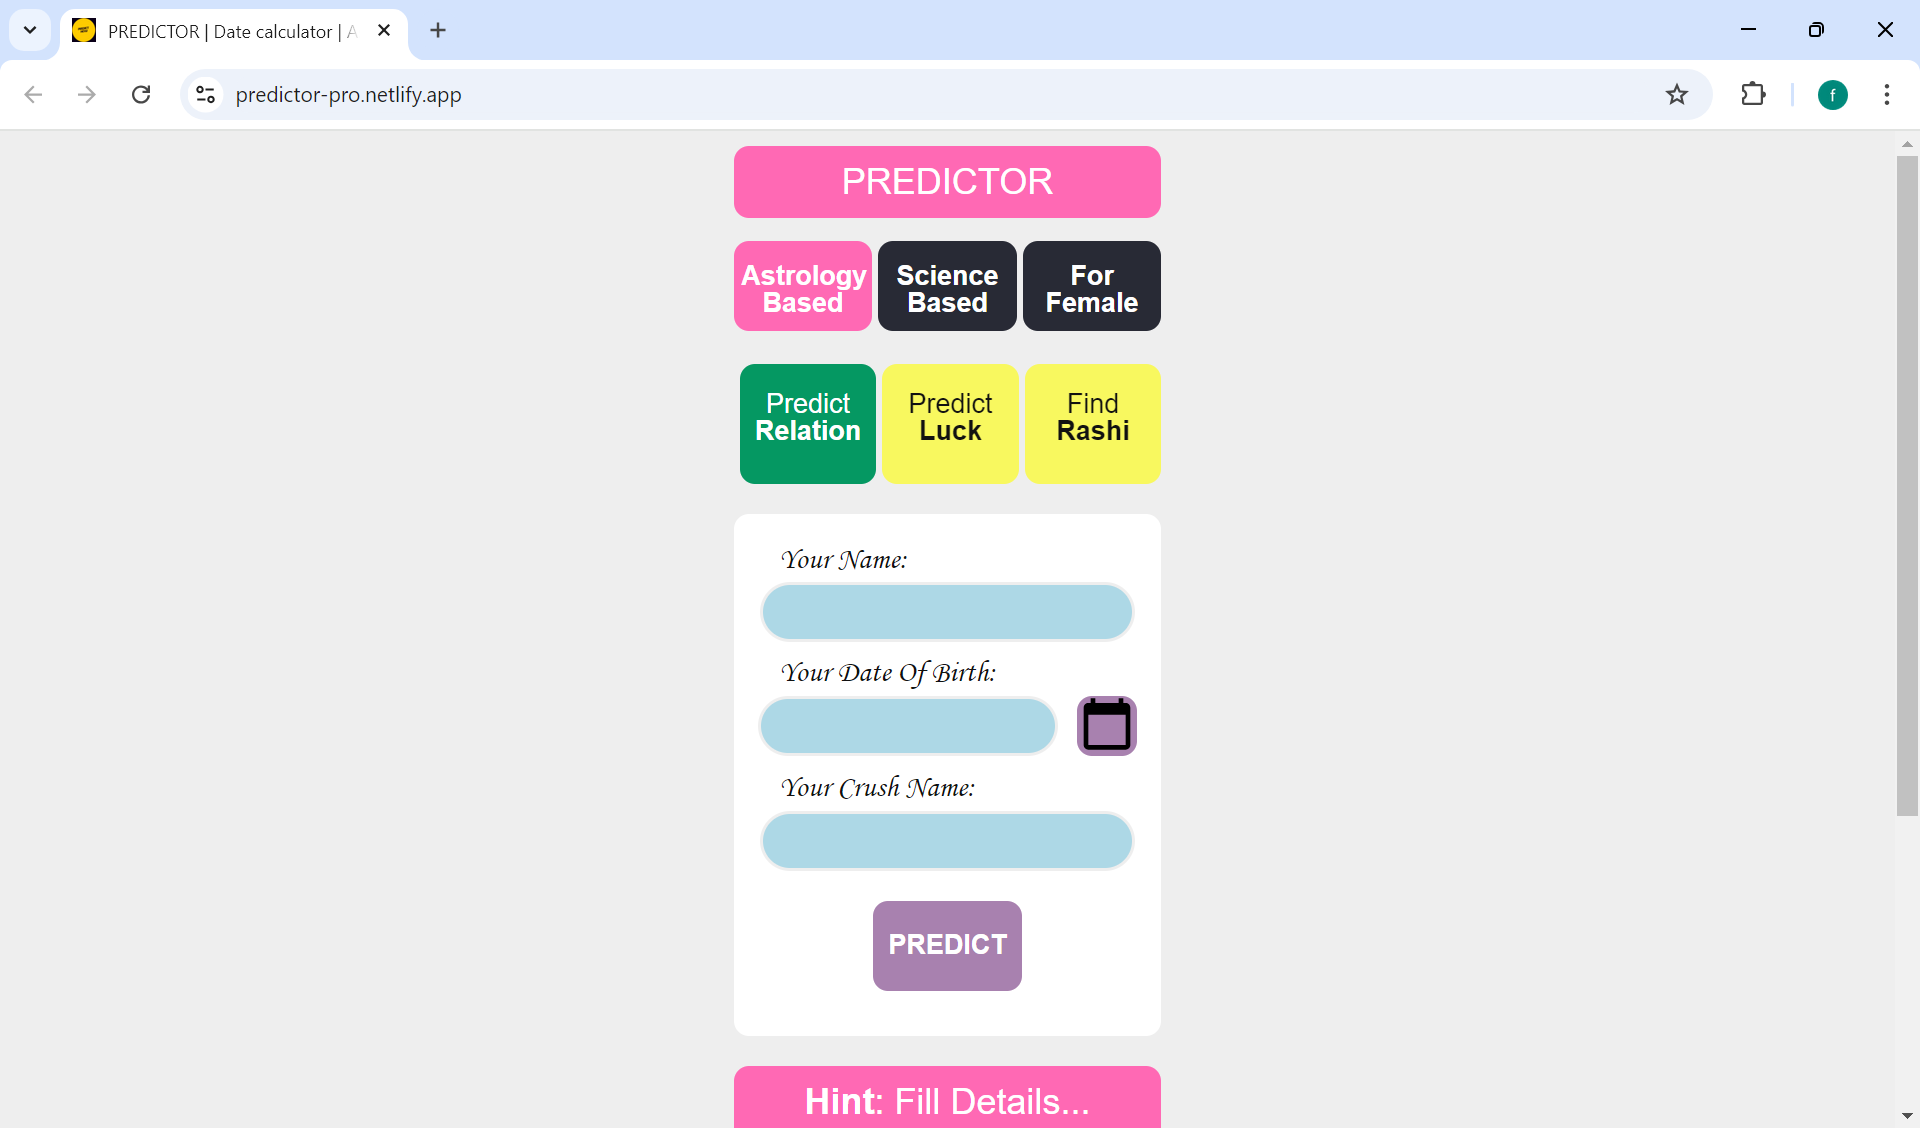 PREDICTOR | Date calculator | A
predictor-pro.netlify.app
f
PREDICTOR
Astrology
Based
Science
Based
For
Female
Predict
Relation
Predict
Luck
Find
Rashi
Your Name:
Your Date Of Birth:
Your Crush Name:
PREDICT
Hint: Fill Details...